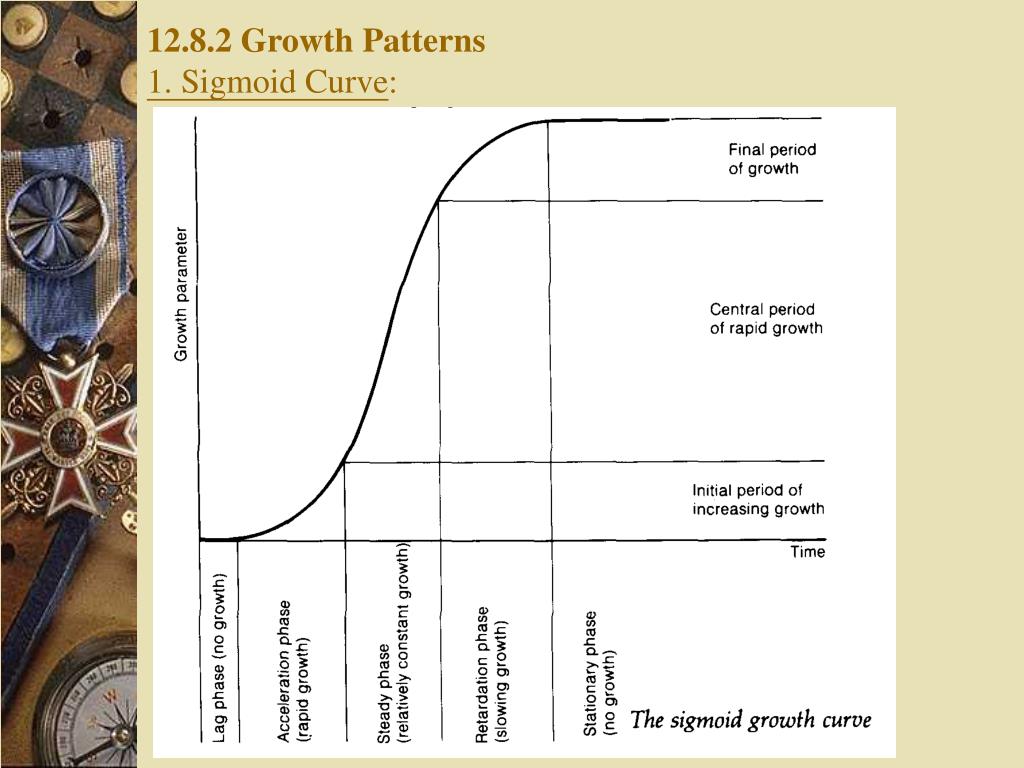 12.8.2 Growth Patterns
1. Sigmoid Curve:
Final period
of growth
Growth parameter
Central period
of rapid growth
Initial period of
increasing growth
Time
Lag phase (no growth)
Acceleration phase
(rapid growth)
Steady phase
(relatively constant growth)
Retardation phase
(slowing growth)
Stationary phase
(no growth)
The sigmoid growth curve